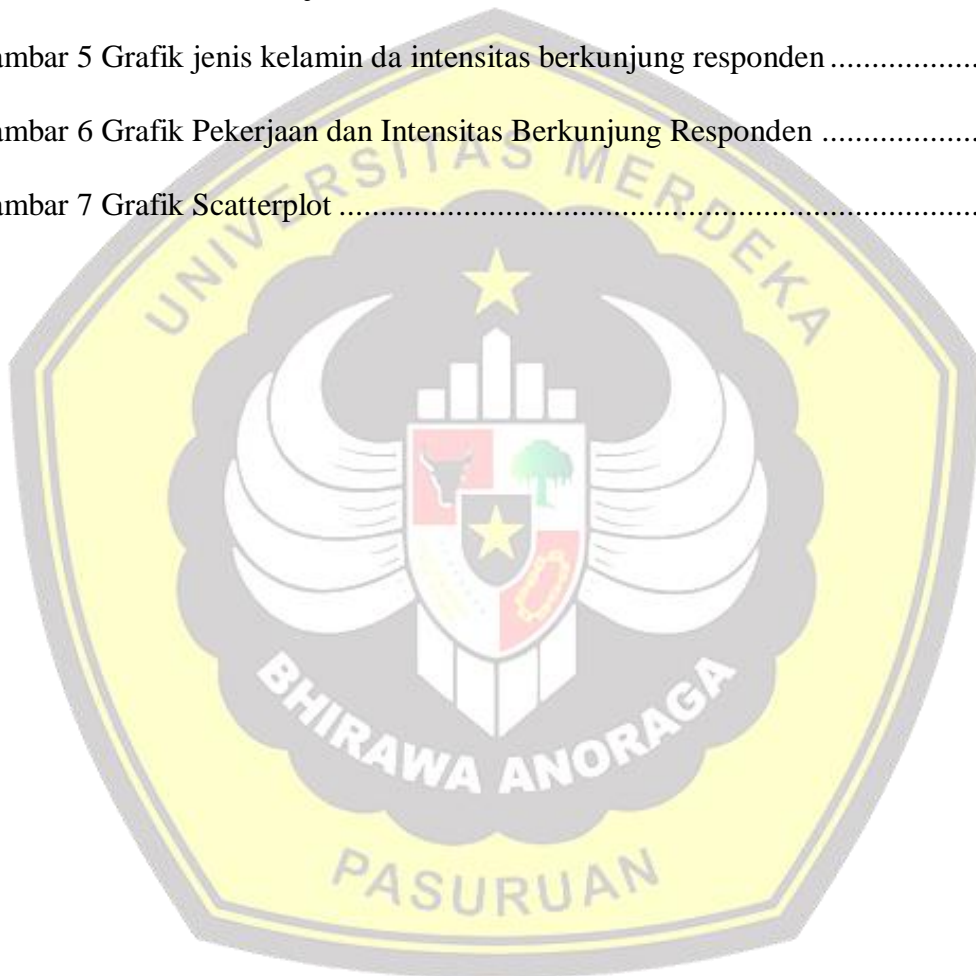 ambar 5 Grafik jenis kelamin da intensitas berkunjung responden ....................
ambar 6 Grafik Pekerjaan dan Intensitas Berkunjung Responden ....................
ambar 7 Grafik Scatterplot ...........................................................................
UNIVERSITAS MERDEKA
BHIRAWA ANORAGA
PASURUAN